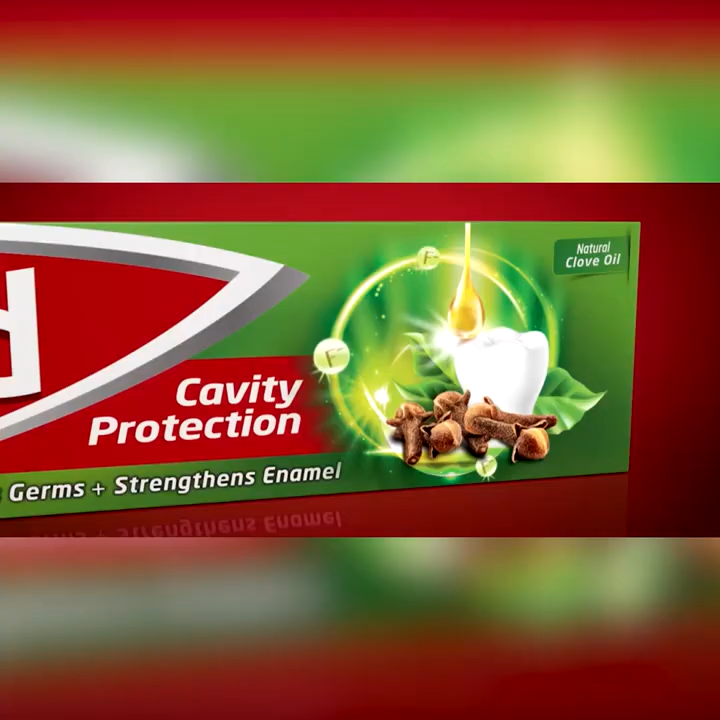 Natural
Clove Oil
F
F
d
Cavity
Protection
Germs + Strengthens Enamel